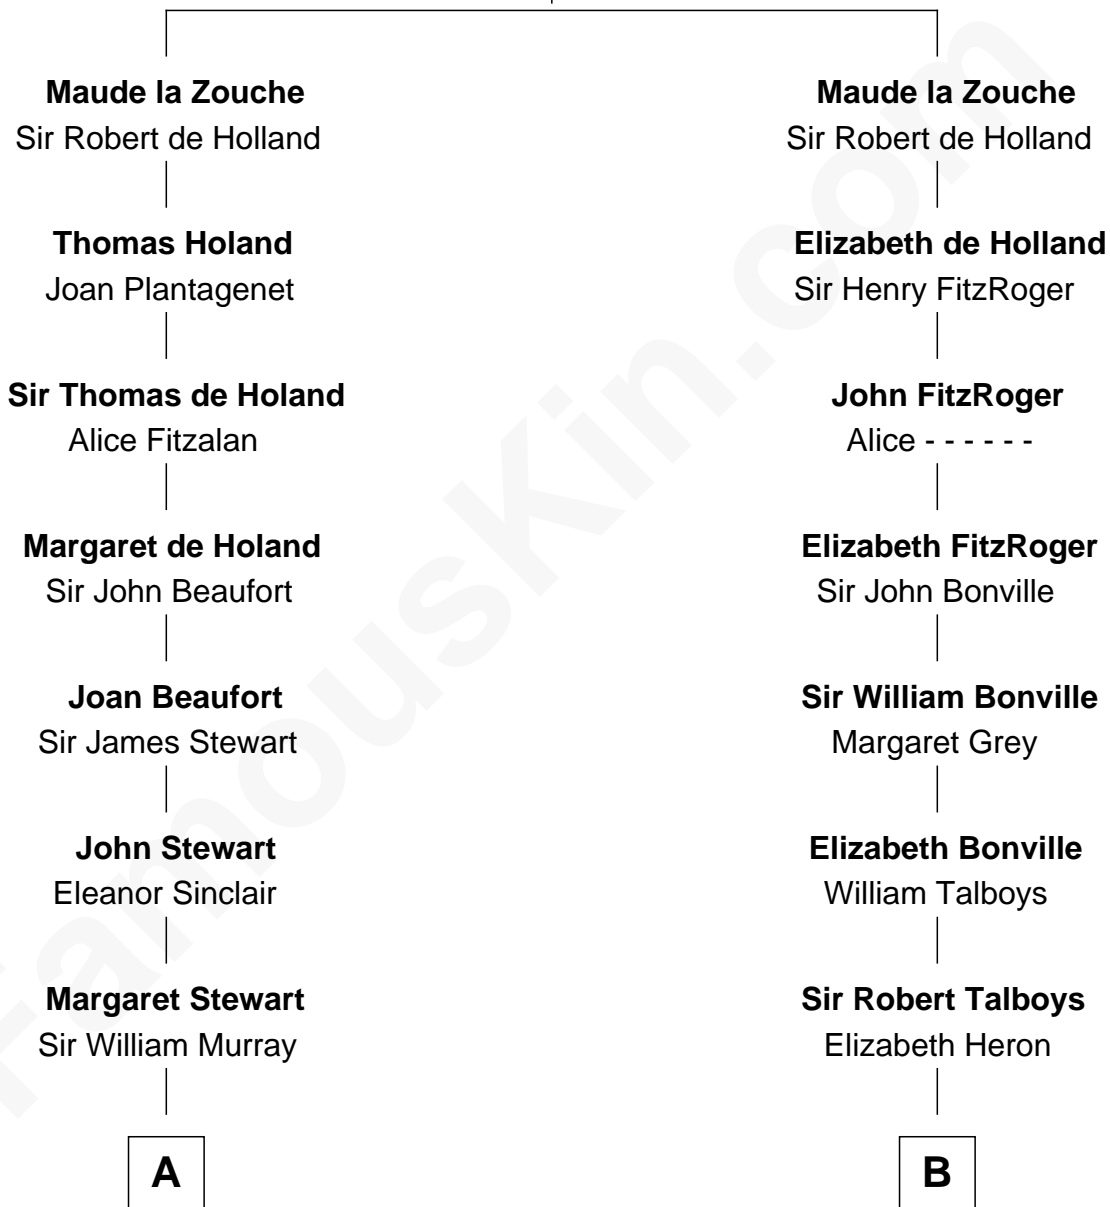 Maude la Zouche
Sir Robert de Holland
Maude la Zouche
Sir Robert de Holland
Thomas Holand
Joan Plantagenet
Elizabeth de Holland
Sir Henry FitzRoger
Sir Thomas de Holand
Alice Fitzalan
John FitzRoger
Alice - - - - - -
Margaret de Holand
Sir John Beaufort
Elizabeth FitzRoger
Sir John Bonville
Joan Beaufort
Sir James Stewart
Sir William Bonville
Margaret Grey
John Stewart
Eleanor Sinclair
Elizabeth Bonville
William Talboys
Margaret Stewart
Sir William Murray
Sir Robert Talboys
Elizabeth Heron
A
B
FamousKin.com